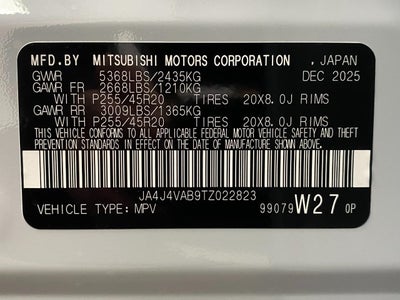 MFD.BY MITSUBISHI MOTORS CORPORATION , JAPAN
GVWR 5368LBS/2435KG DEC 2025
GAWR FR 2668LBS/1210KG
WITH P255/45R20 TIRES 20X8.0J RIMS
GAWR RR 3009LBS/1365KG
WITH P255/45R20 TIRES 20X8.0J RIMS
THIS VEHICLE CONFORMS TO ALL APPLICABLE U.S. FEDERAL MOTOR VEHICLE SAFETY AND THEFT
PREVENTION STANDARDS IN EFFECT ON THE DATE OF MANUFACTURE SHOWN ABOVE.
JA4J4VAB9TZ022823
VEHICLE TYPE: MPV 99079 W27 0P